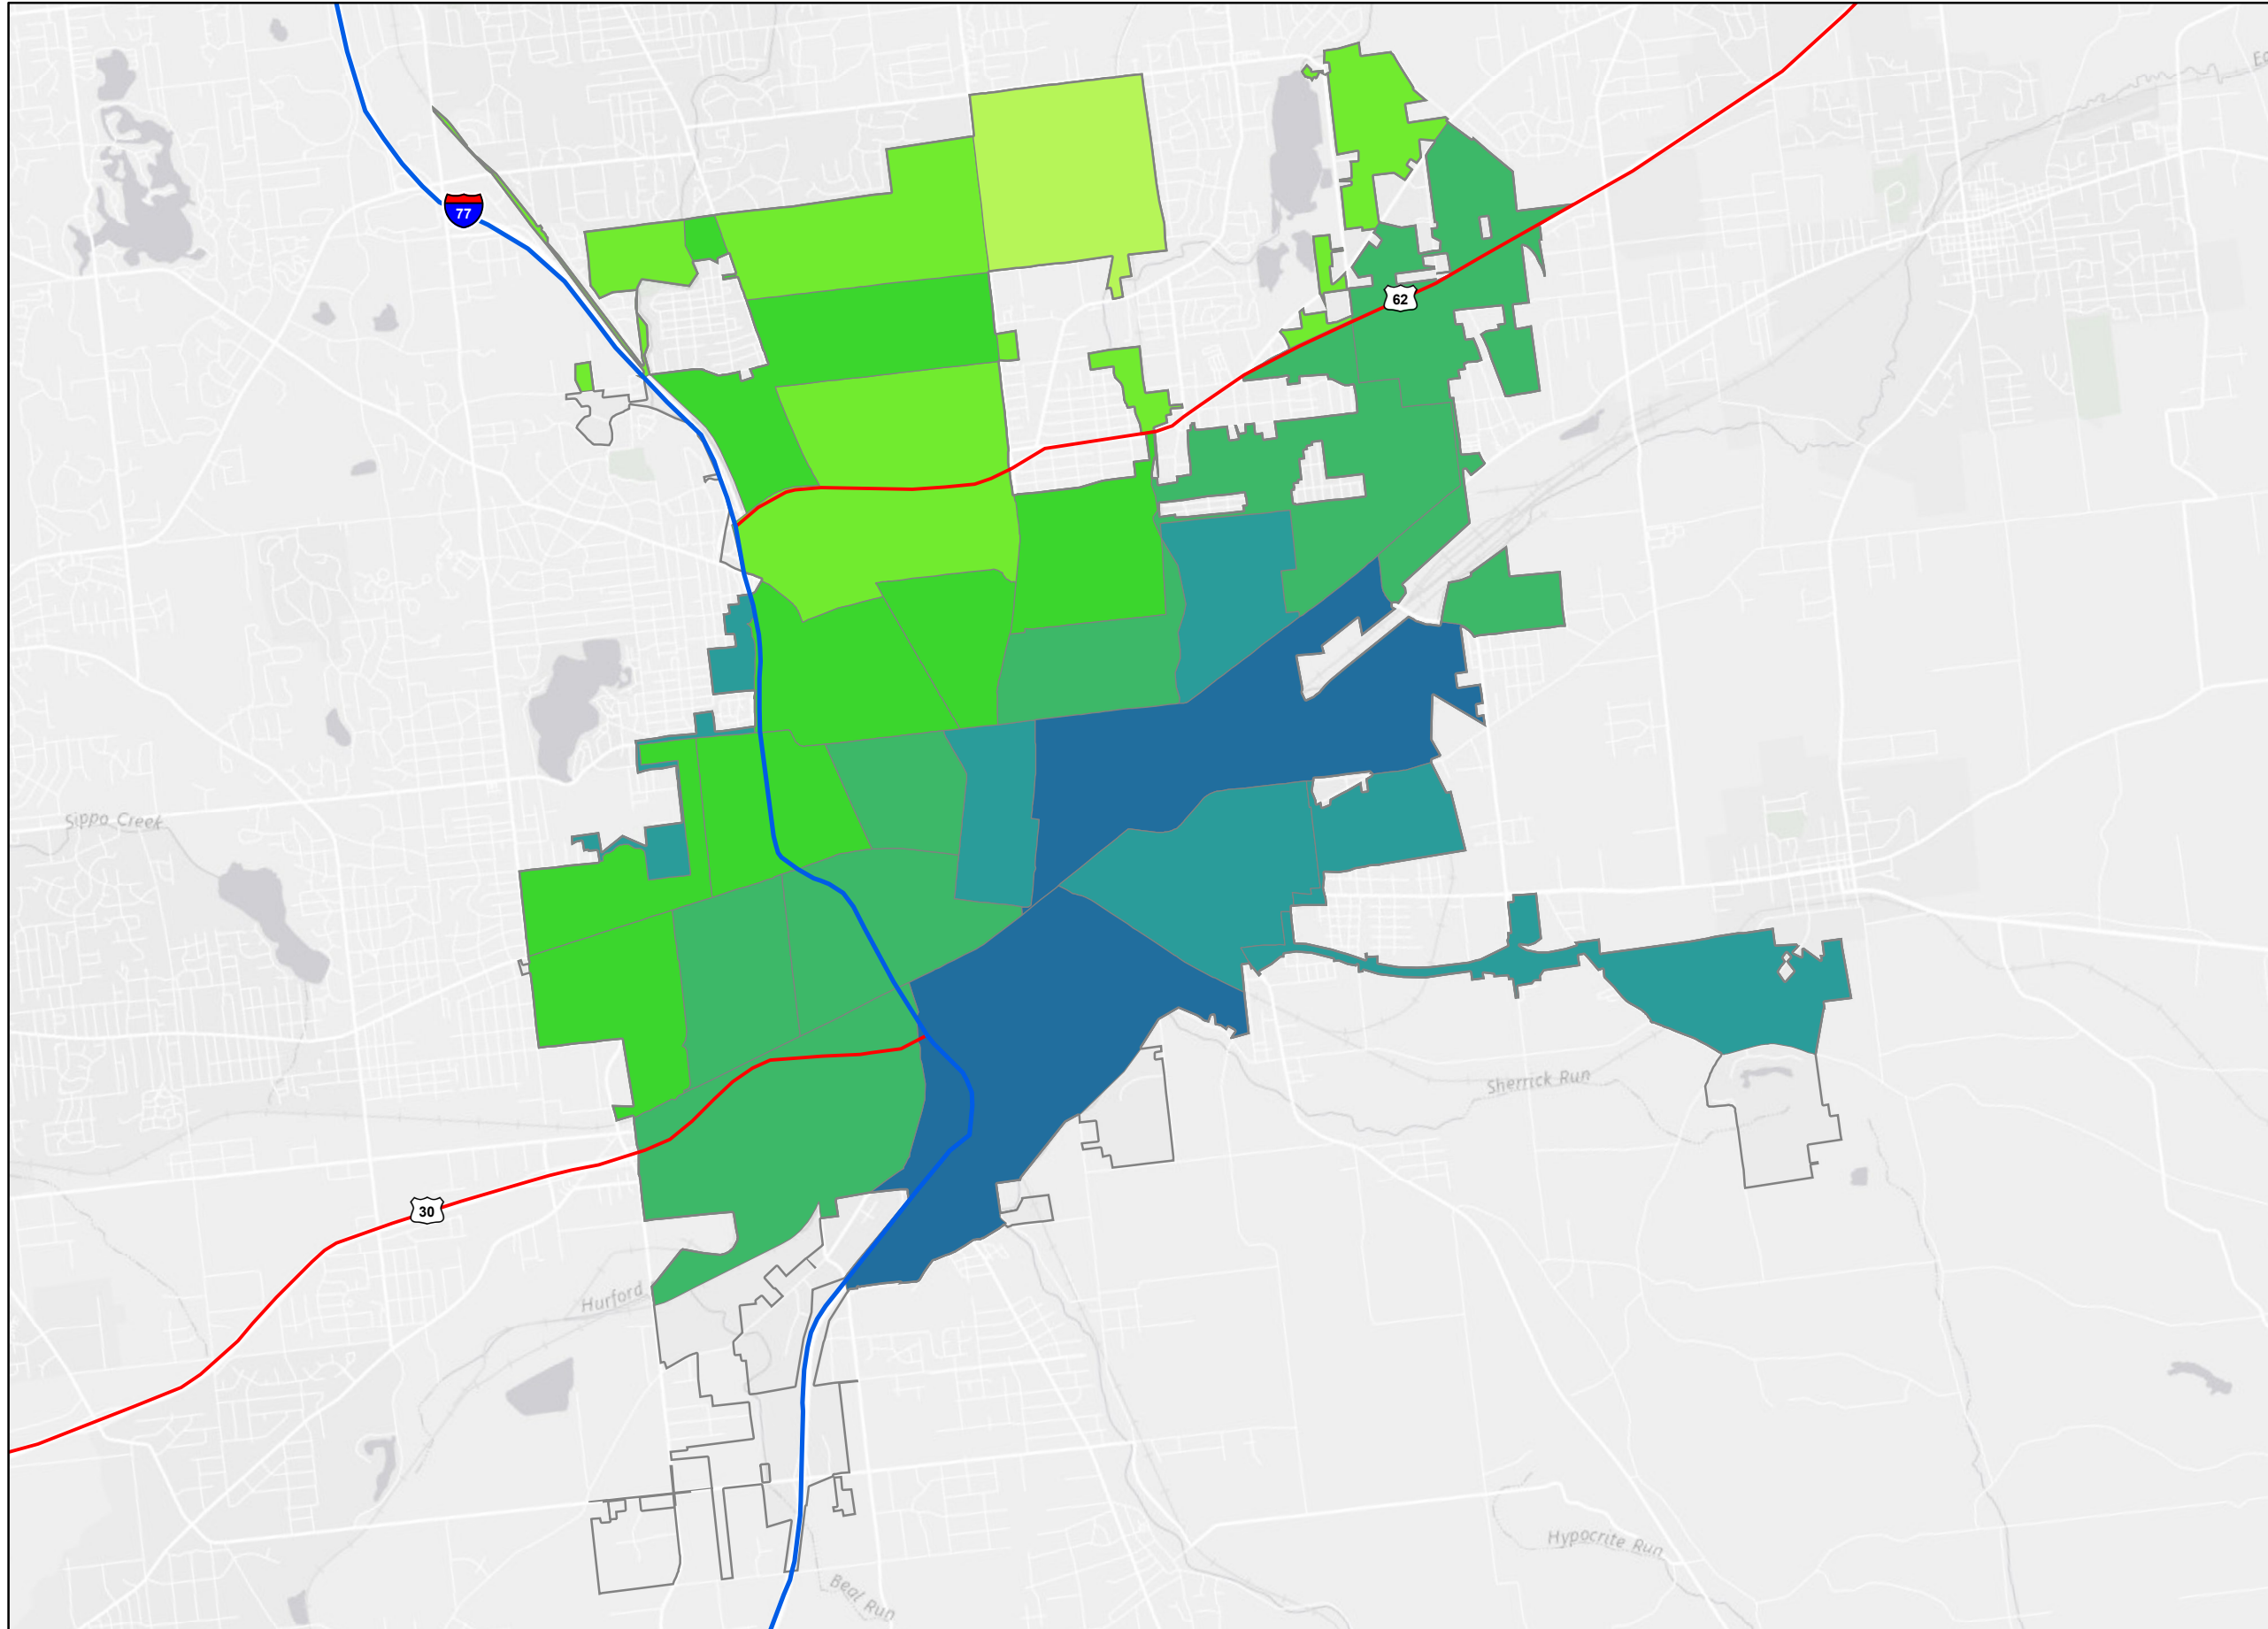 77
62
Sippo Creek
Sherrick Run
30
Hurford
Hypocrite Run
Beal Run